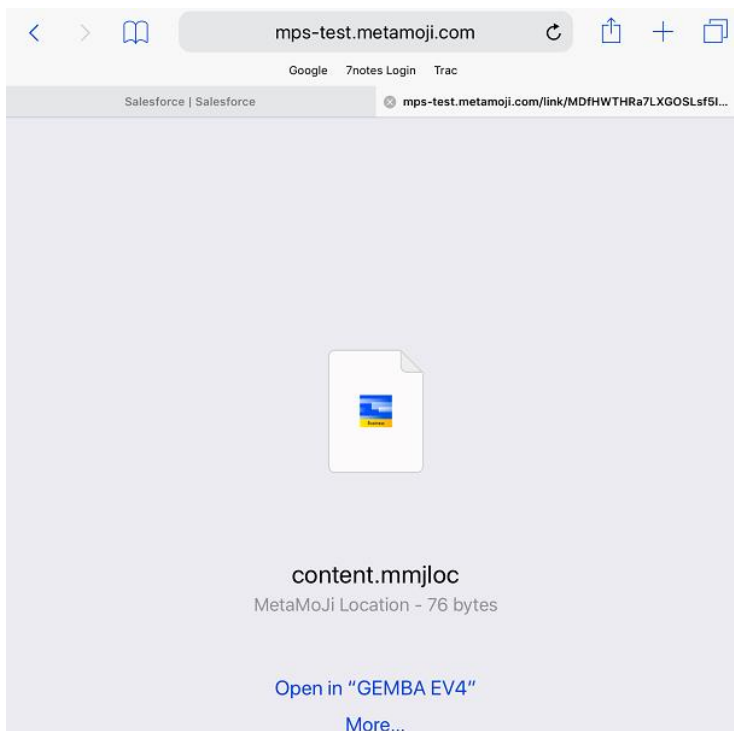 mps-test.metamoji.com
Google 7notes Login Trac
Salesforce | Salesforce mps-test.metamoji.com/link/MDfHWTHRa7LXGOSLsf5I...
content.mmjloc
MetaMoJi Location - 76 bytes
Open in “GEMBA EV4“
More...